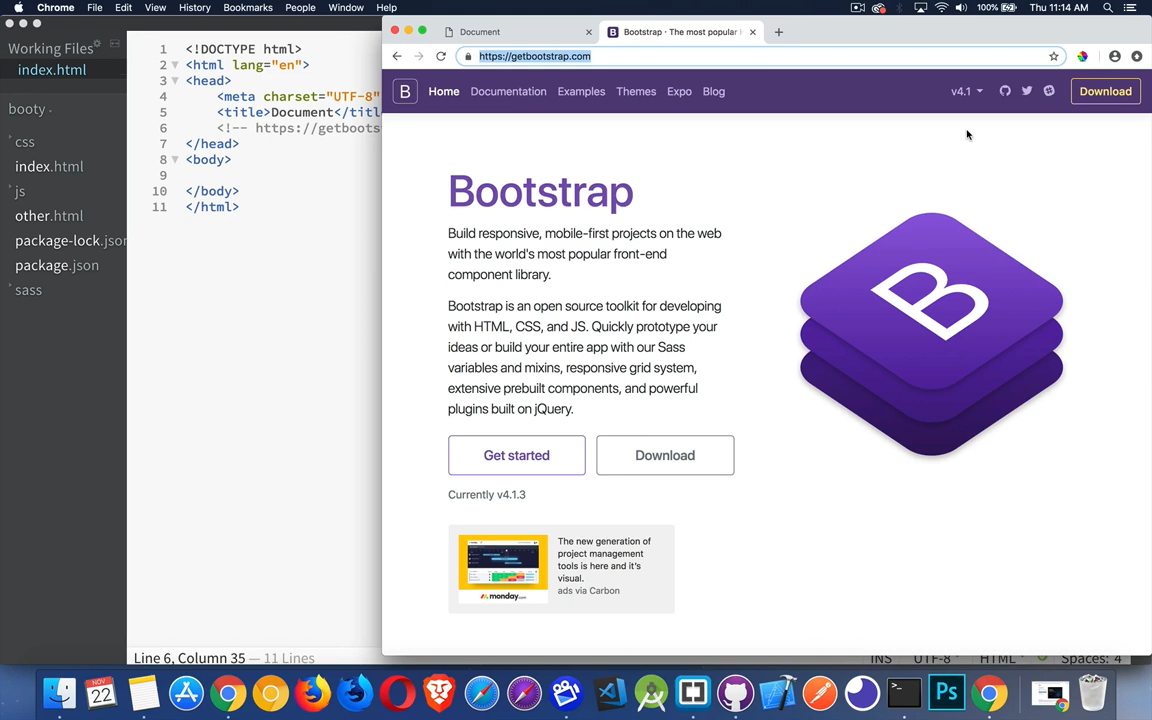 Chrome File Edit View History Bookmarks People Window Help 100% Thu 11:14 AM
Working Files
index.html
booty
css
index.html
js
other.html
package-lock.jsor
package.json
sass
1 <!DOCTYPE html>
2 <html lang="en">
3 <head>
4 <meta charset="UTF-8"
5 <title>Document</titl
6 <!-- https://getboots
7 </head>
8 <body>
9
10 </body>
11 </html>
Line 6, Column 35 — 11 Lines
INS UTF-8 HTML Spaces: 4
Document
Bootstrap · The most popular
https://getbootstrap.com
B Home Documentation Examples Themes Expo Blog v4.1 Download
Bootstrap
Build responsive, mobile-first projects on the web
with the world's most popular front-end
component library.
Bootstrap is an open source toolkit for developing
with HTML, CSS, and JS. Quickly prototype your
ideas or build your entire app with our Sass
variables and mixins, responsive grid system,
extensive prebuilt components, and powerful
plugins built on jQuery.
Get started
Download
Currently v4.1.3
B
monday.com
The new generation of
project management
tools is here and it's
visual.
ads via Carbon
NOV
22
Ps